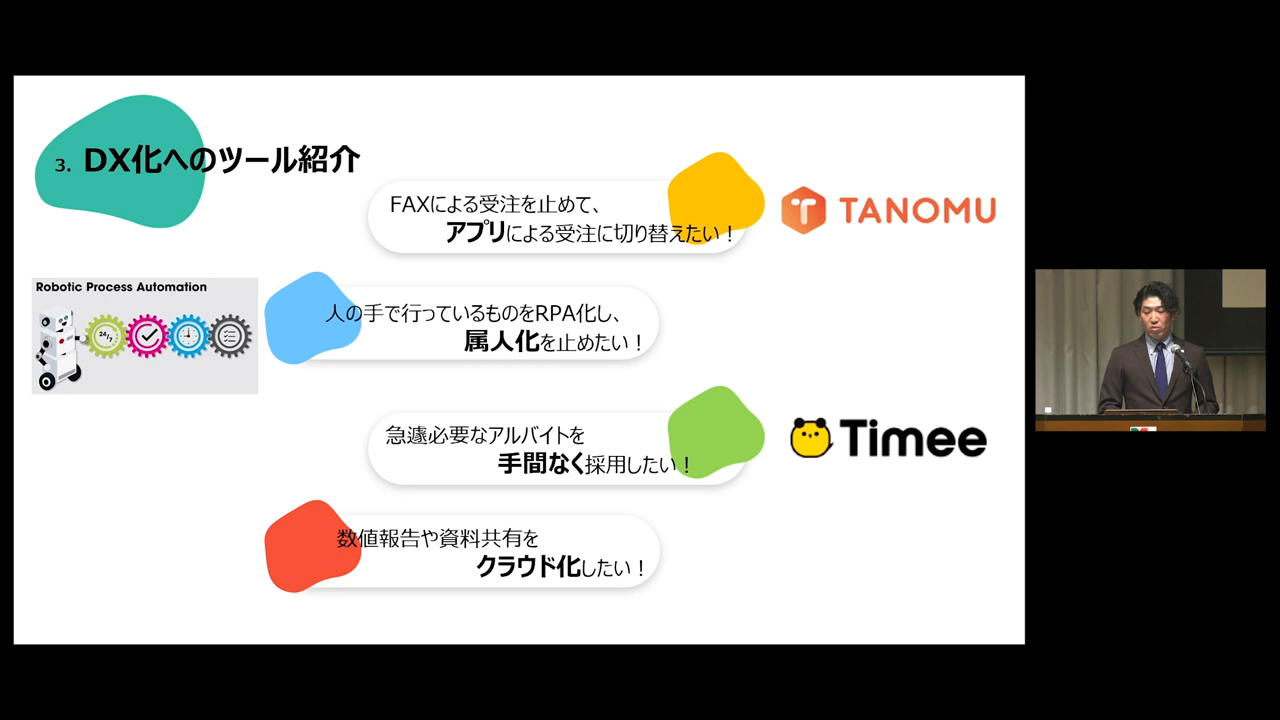 3. DX化へのツール紹介
FAXによる受注を止めて、
アプリによる受注に切り替えたい！
TANOMU
Robotic Process Automation
24/7
人の手で行っているものをRPA化し、
属人化を止めたい！
急遽必要なアルバイトを
手間なく採用したい！
Timee
数値報告や資料共有を
クラウド化したい！